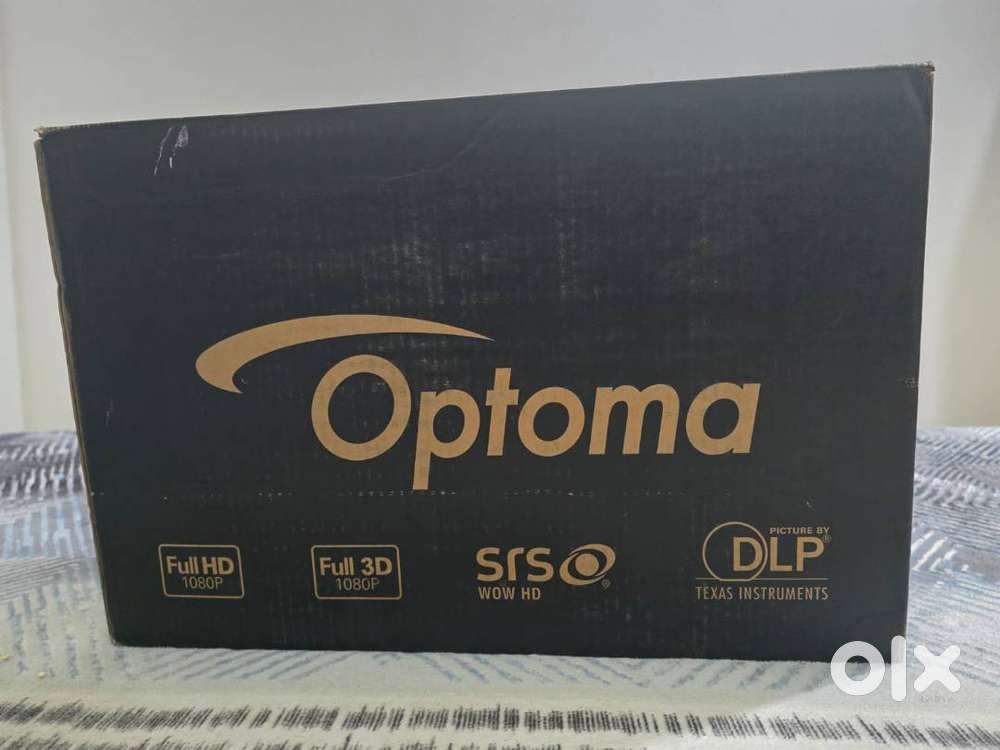 Optoma
Full HD
1080P
Full 3D
1080P
SRS
WOW HD
PICTURE BY
DLP®
TEXAS INSTRUMENTS
olx